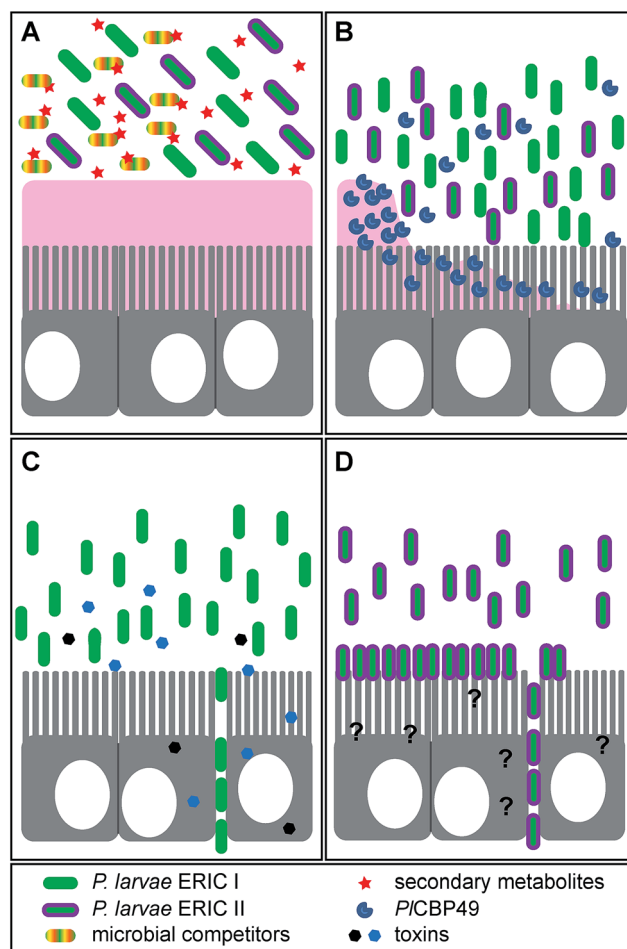 A
B
C
D
?
? ? ? ?
?
P. larvae ERIC I
P. larvae ERIC II
microbial competitors
secondary metabolites
PlCBP49
toxins